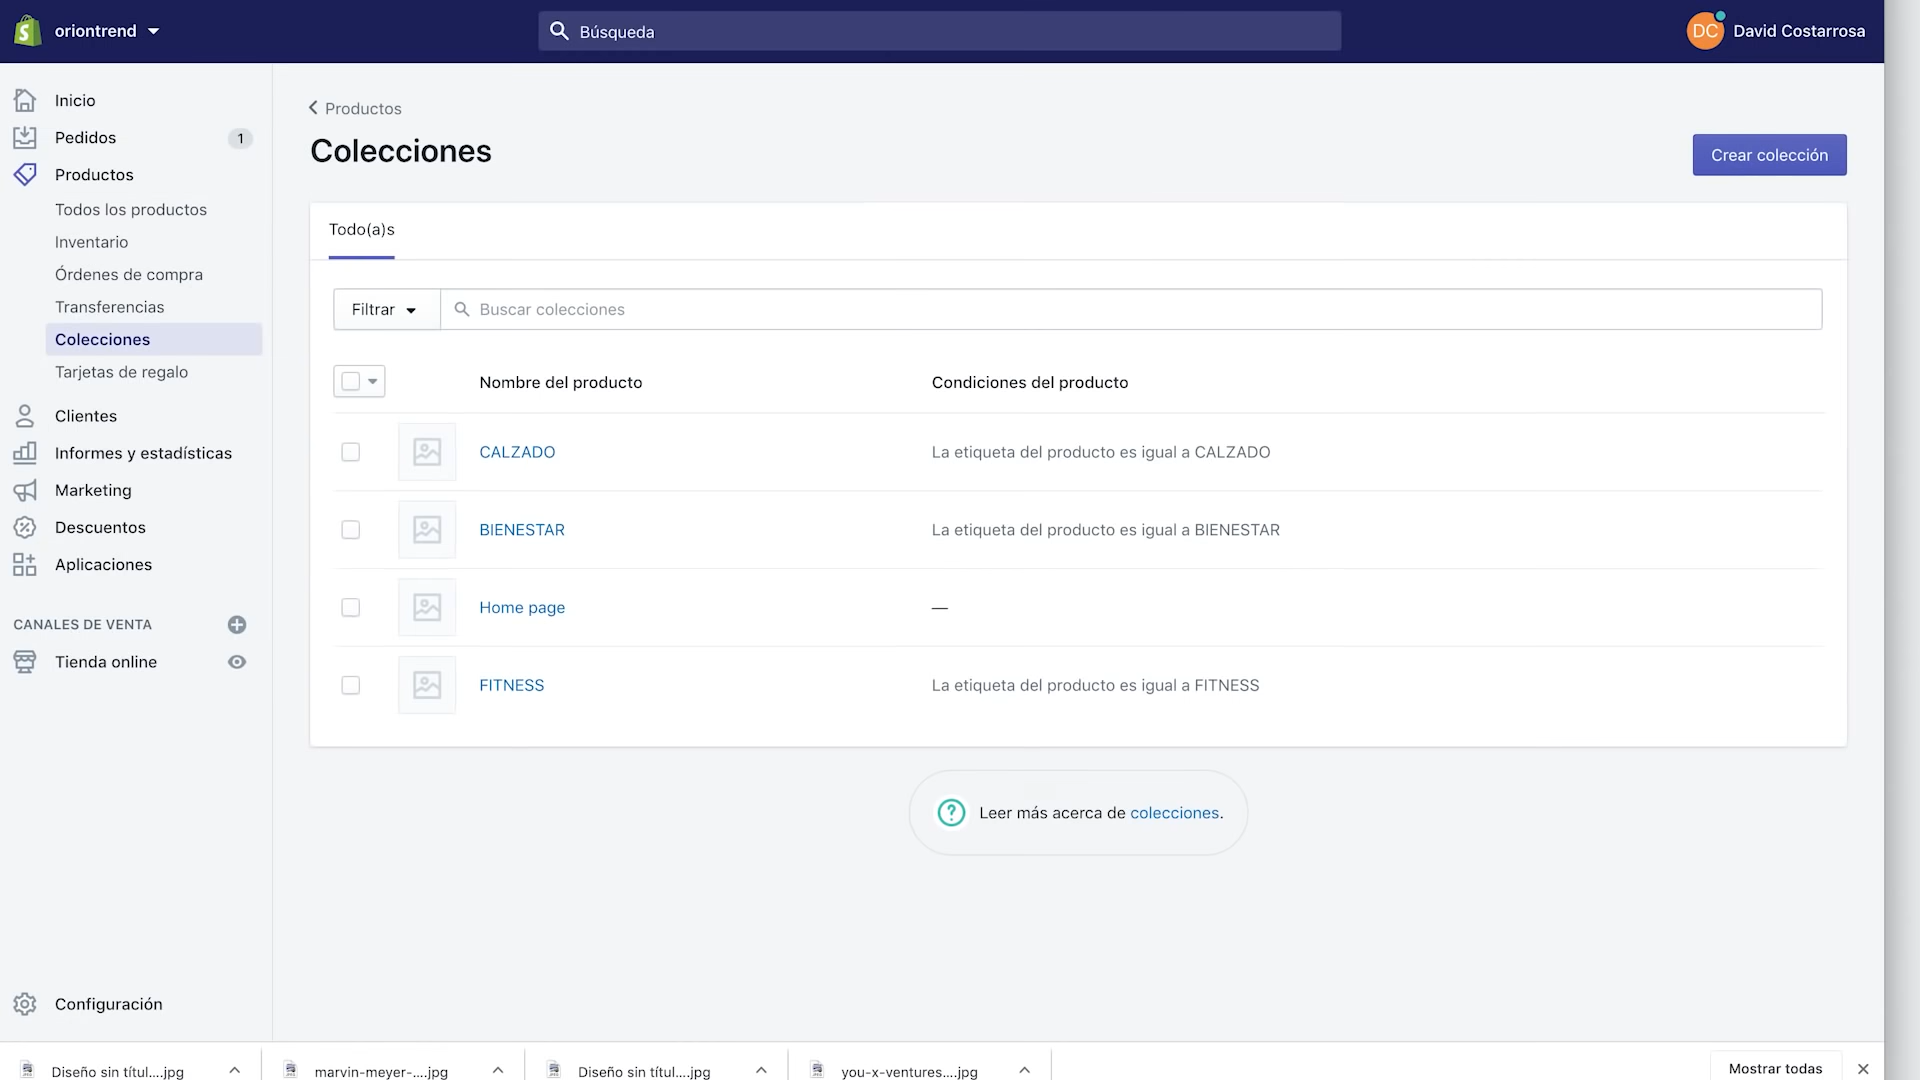 oriontrend
Búsqueda
DC David Costarrosa
Inicio
Pedidos 1
Productos
Todos los productos
Inventario
Órdenes de compra
Transferencias
Colecciones
Tarjetas de regalo
Clientes
Informes y estadísticas
Marketing
Descuentos
Aplicaciones
CANALES DE VENTA
Tienda online
Configuración
Productos
Colecciones
Crear colección
Todo(a)s
Filtrar
Buscar colecciones
Nombre del producto Condiciones del producto
CALZADO La etiqueta del producto es igual a CALZADO
BIENESTAR La etiqueta del producto es igual a BIENESTAR
Home page —
FITNESS La etiqueta del producto es igual a FITNESS
Leer más acerca de colecciones.
Diseño sin títul....jpg marvin-meyer-....jpg Diseño sin títul....jpg you-x-ventures....jpg Mostrar todas